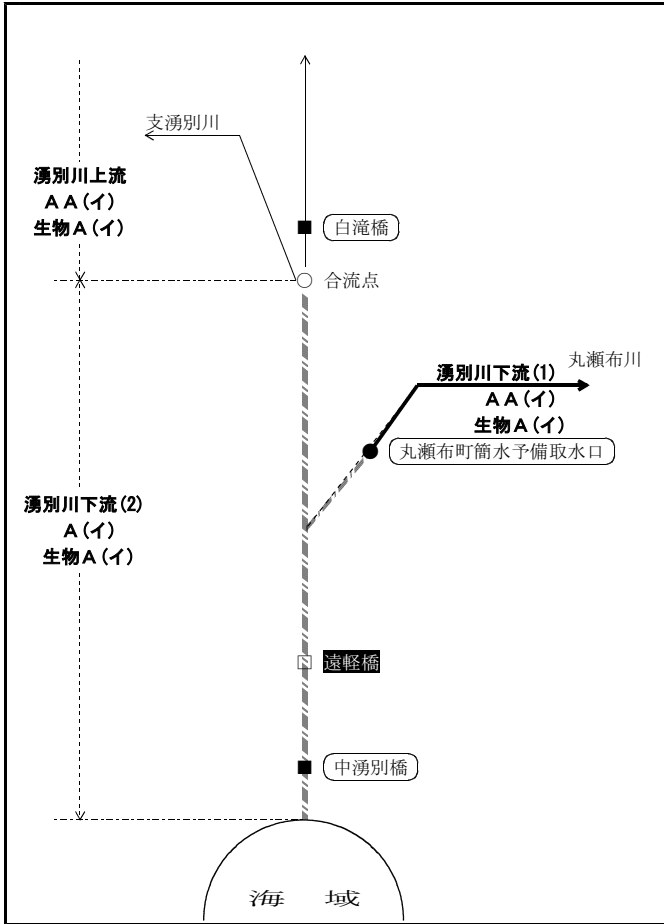 支湧別川
湧別川上流
AA(イ)
生物A(イ)
白滝橋
合流点
丸瀬布川
湧別川下流(1)
AA(イ)
生物A(イ)
丸瀬布町簡水予備取水口
湧別川下流(2)
A(イ)
生物A(イ)
遠軽橋
中湧別橋
海域